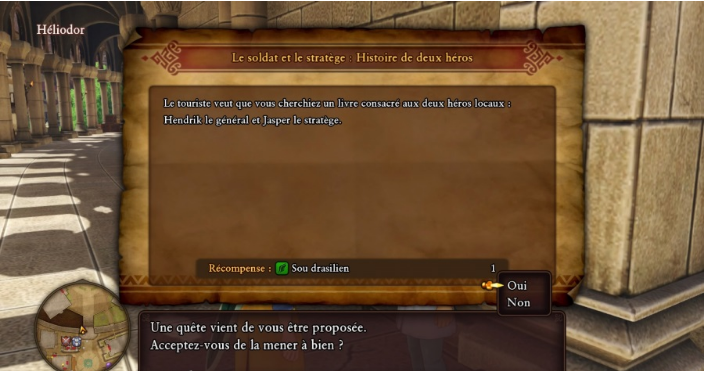 Héliodor
Le soldat et le stratège : Histoire de deux héros
Le touriste veut que vous cherchiez un livre consacré aux deux héros locaux :
Hendrik le général et Jasper le stratège.
Récompense : Sou drasilien 1
Oui
Non
Une quête vient de vous être proposée.
Acceptez-vous de la mener à bien ?